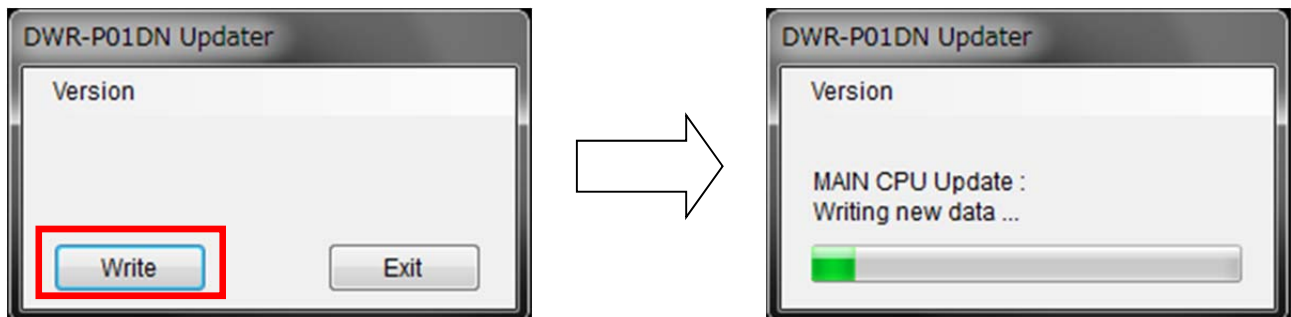 DWR-P01DN Updater
Version
Write
Exit
DWR-P01DN Updater
Version
MAIN CPU Update :
Writing new data ...